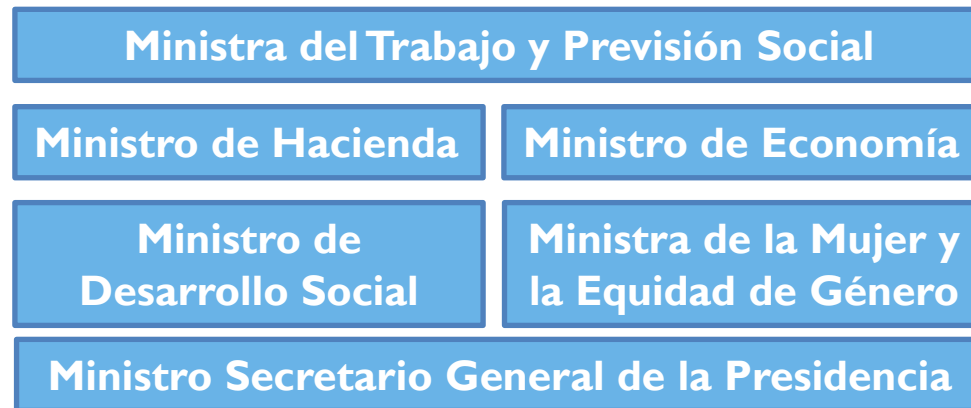 Ministra del Trabajo y Previsión Social
Ministro de Hacienda
Ministro de Economía
Ministro de
Desarrollo Social
Ministra de la Mujer y
la Equidad de Género
Ministro Secretario General de la Presidencia